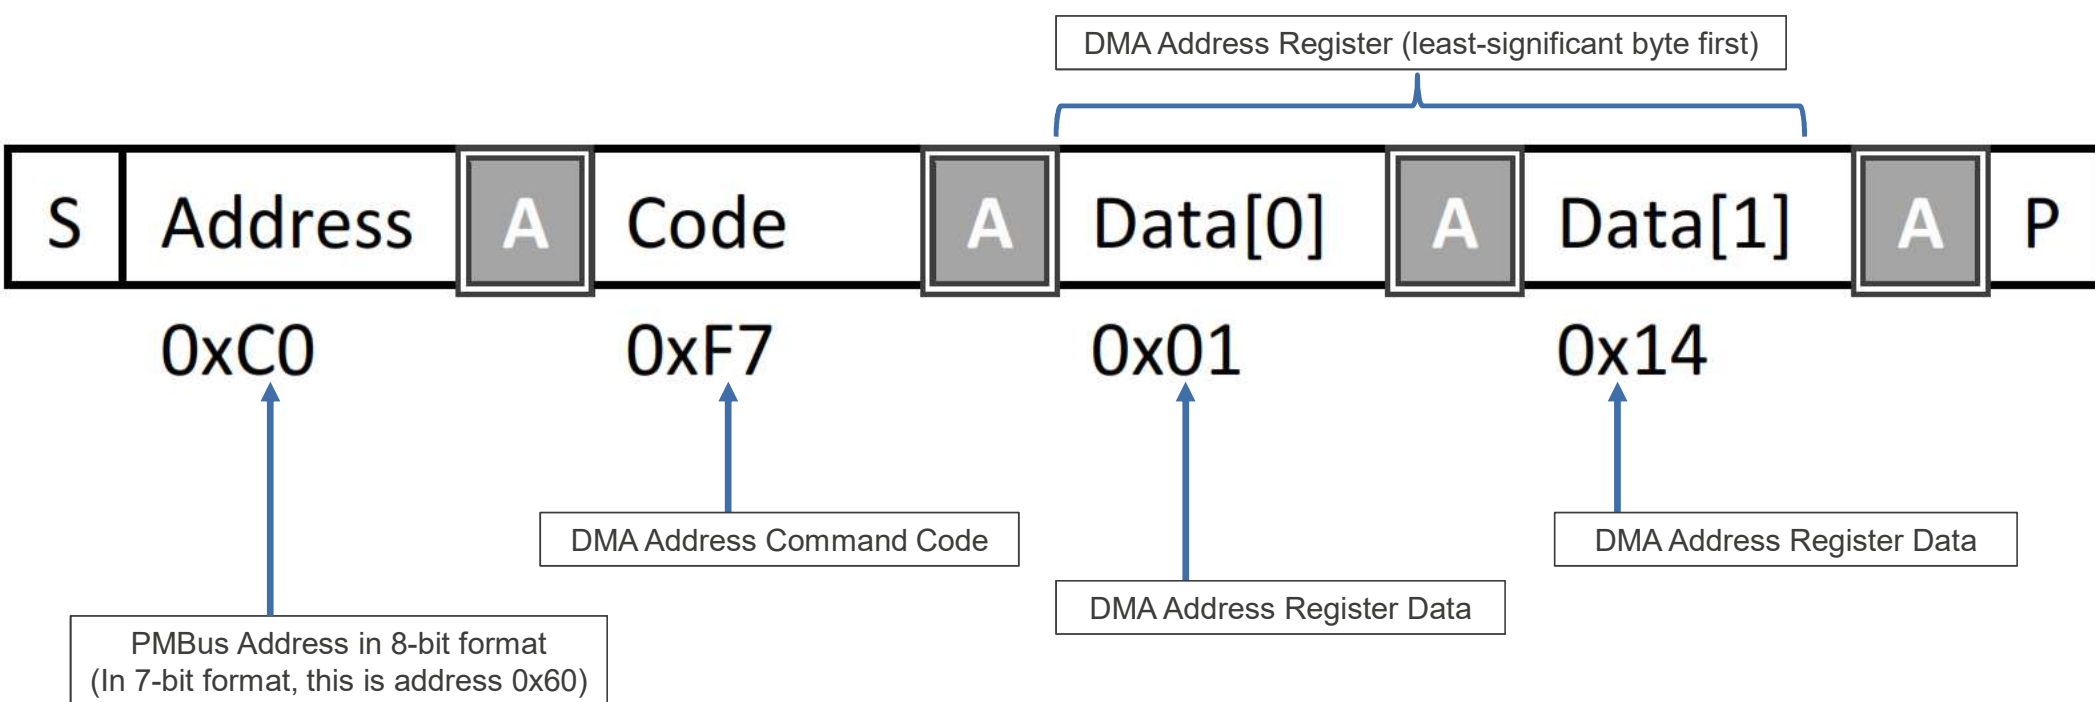 DMA Address Register (least-significant byte first)
S Address A Code A Data[0] A Data[1] A P
0xC0 0xF7 0x01 0x14
DMA Address Command Code
DMA Address Register Data
DMA Address Register Data
PMBus Address in 8-bit format
(In 7-bit format, this is address 0x60)